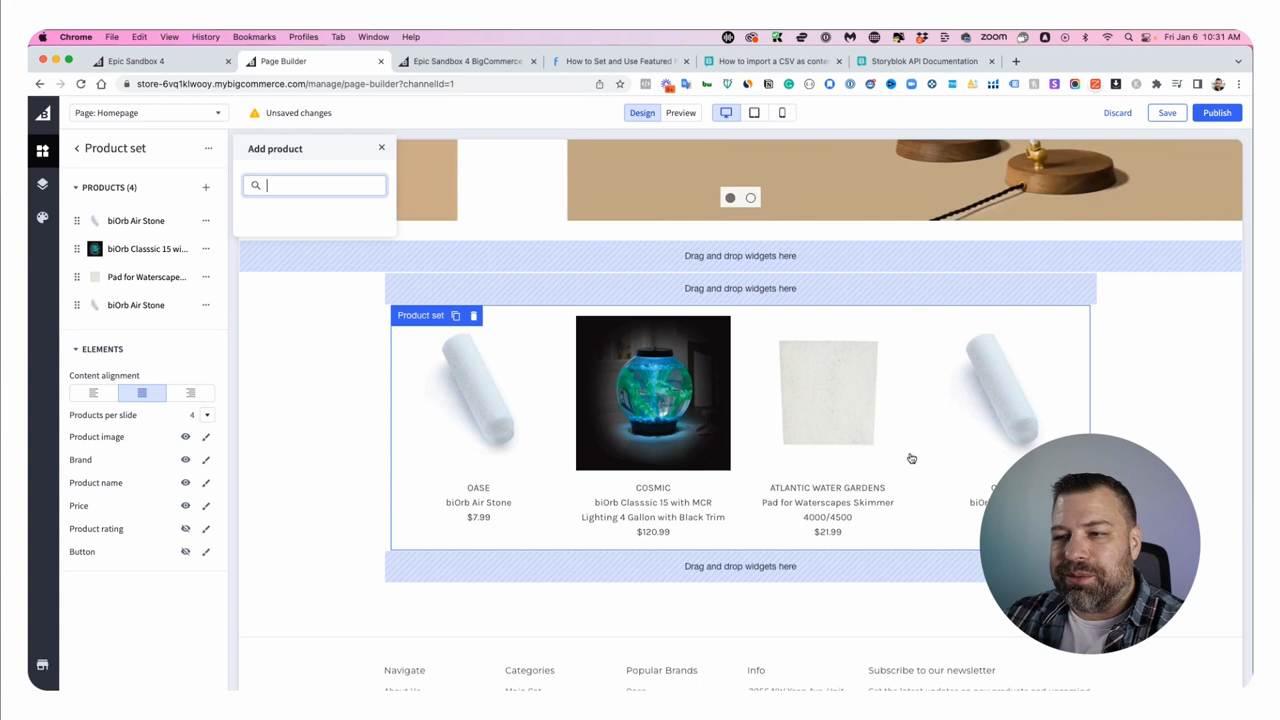 Chrome File Edit View History Bookmarks Profiles Tab Window Help
zoom
Fri Jan 6 10:31 AM
Epic Sandbox 4
Page Builder
Epic Sandbox 4 BigCommerce
How to Set and Use Featured
How to import a CSV as conten
Storyblok API Documentation
store-6vq1klwooy.mybigcommerce.com/manage/page-builder?channelId=1
Page: Homepage
Unsaved changes
Design
Preview
Discard
Save
Publish
Product set
Add product
PRODUCTS (4)
biOrb Air Stone
biOrb Classsic 15 wi...
Pad for Waterscape...
biOrb Air Stone
ELEMENTS
Content alignment
Products per slide 4
Product image
Brand
Product name
Price
Product rating
Button
Drag and drop widgets here
Drag and drop widgets here
Product set
OASE
biOrb Air Stone
$7.99
COSMIC
biOrb Classsic 15 with MCR
Lighting 4 Gallon with Black Trim
$120.99
ATLANTIC WATER GARDENS
Pad for Waterscapes Skimmer
4000/4500
$21.99
Drag and drop widgets here
Navigate
Categories
Popular Brands
Info
Subscribe to our newsletter